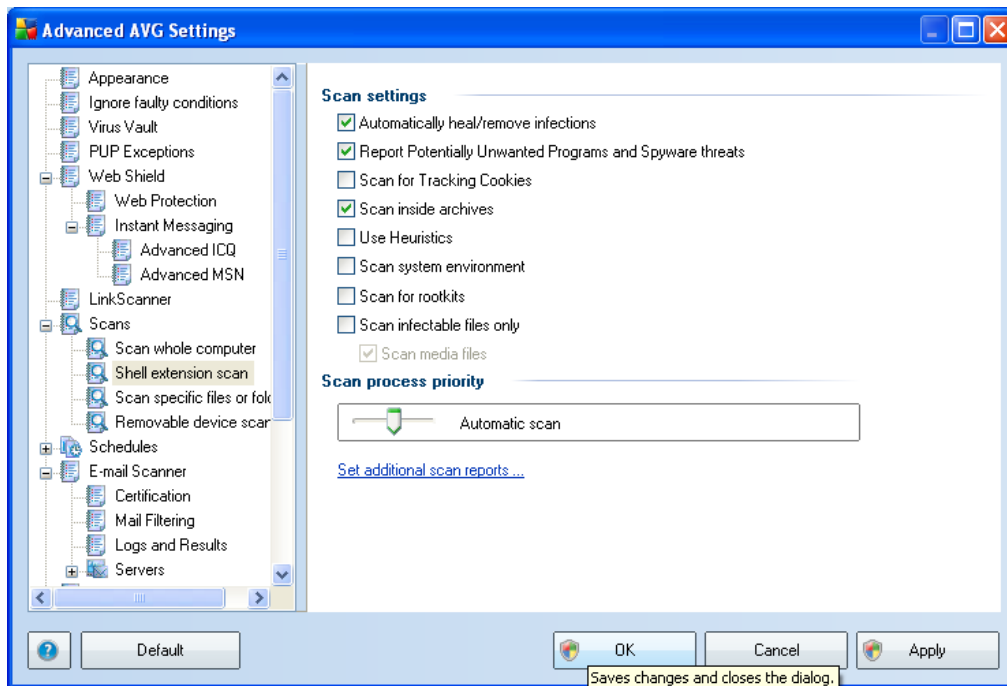 Advanced AVG Settings
Appearance
Ignore faulty conditions
Virus Vault
PUP Exceptions
Web Shield
Web Protection
Instant Messaging
Advanced ICQ
Advanced MSN
LinkScanner
Scans
Scan whole computer
Shell extension scan
Scan specific files or fold
Removable device scan
Schedules
E-mail Scanner
Certification
Mail Filtering
Logs and Results
Servers
Scan settings
Automatically heal/remove infections
Report Potentially Unwanted Programs and Spyware threats
Scan for Tracking Cookies
Scan inside archives
Use Heuristics
Scan system environment
Scan for rootkits
Scan infectable files only
Scan media files
Scan process priority
Automatic scan
Set additional scan reports ...
Default
OK
Cancel
Apply
Saves changes and closes the dialog.